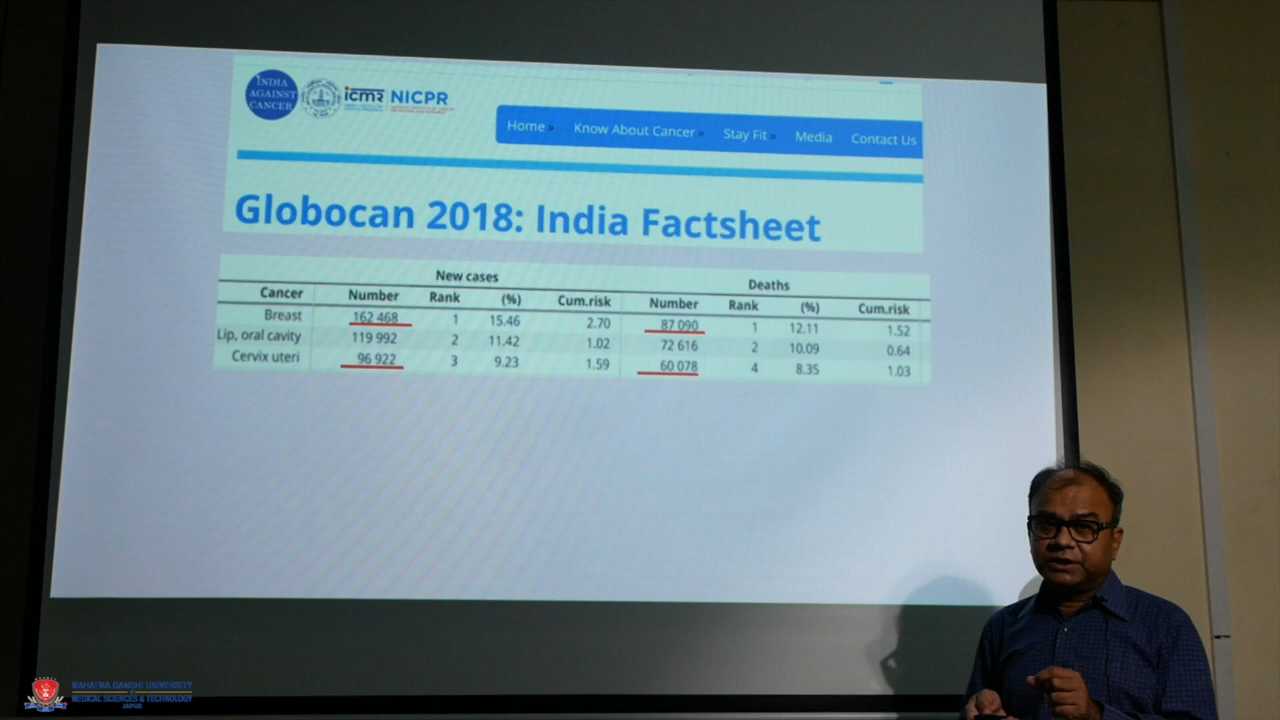 INDIA
AGAINST
CANCER
icmr NICPR
Home » Know About Cancer » Stay Fit » Media Contact Us
Globocan 2018: India Factsheet
New cases Deaths
Cancer Number Rank (%) Cum.risk Number Rank (%) Cum.risk
Breast 162 468 1 15.46 2.70 87 090 1 12.11 1.52
Lip, oral cavity 119 992 2 11.42 1.02 72 616 2 10.09 0.64
Cervix uteri 96 922 3 9.23 1.59 60 078 4 8.35 1.03
MAHATMA GANDHI UNIVERSITY
MEDICAL SCIENCES & TECHNOLOGY
JAIPUR